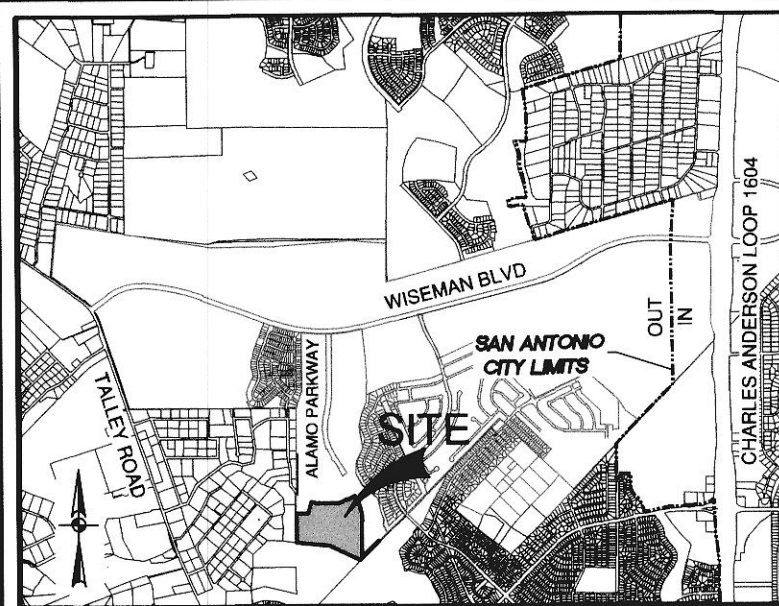 CHARLES ANDERSON LOOP 1604
WISEMAN BLVD
OUT
IN
SAN ANTONIO
CITY LIMITS
ALAMO PARKWAY
TALLEY ROAD
SITE